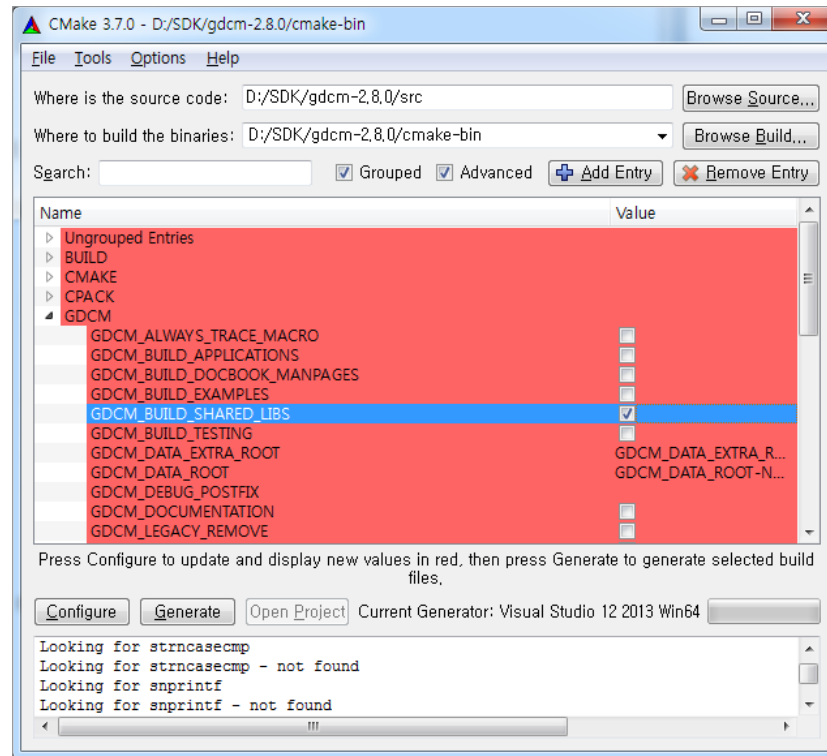 CMake 3.7.0 - D:/SDK/gdcm-2.8.0/cmake-bin
File Tools Options Help
Where is the source code: D:/SDK/gdcm-2,8,0/src Browse Source,,,
Where to build the binaries: D:/SDK/gdcm-2,8,0/cmake-bin Browse Build,,,
Search: Grouped Advanced Add Entry Remove Entry
Name Value
Ungrouped Entries
BUILD
CMAKE
CPACK
GDCM
GDCM_ALWAYS_TRACE_MACRO
GDCM_BUILD_APPLICATIONS
GDCM_BUILD_DOCBOOK_MANPAGES
GDCM_BUILD_EXAMPLES
GDCM_BUILD_SHARED_LIBS
GDCM_BUILD_TESTING
GDCM_DATA_EXTRA_ROOT GDCM_DATA_EXTRA_R...
GDCM_DATA_ROOT GDCM_DATA_ROOT-N...
GDCM_DEBUG_POSTFIX
GDCM_DOCUMENTATION
GDCM_LEGACY_REMOVE
Press Configure to update and display new values in red, then press Generate to generate selected build
files,
Configure Generate Open Project Current Generator: Visual Studio 12 2013 Win64
Looking for strncasecmp
Looking for strncasecmp - not found
Looking for snprintf
Looking for snprintf - not found